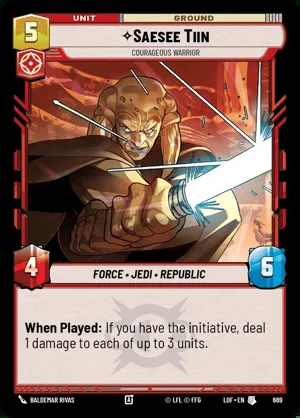 UNIT
GROUND
5
✧SAESEE TIIN
COURAGEOUS WARRIOR
4
6
FORCE • JEDI • REPUBLIC
When Played: If you have the initiative, deal
1 damage to each of up to 3 units.
BALDEMAR RIVAS
© LFL © FFG
LOF • EN
669